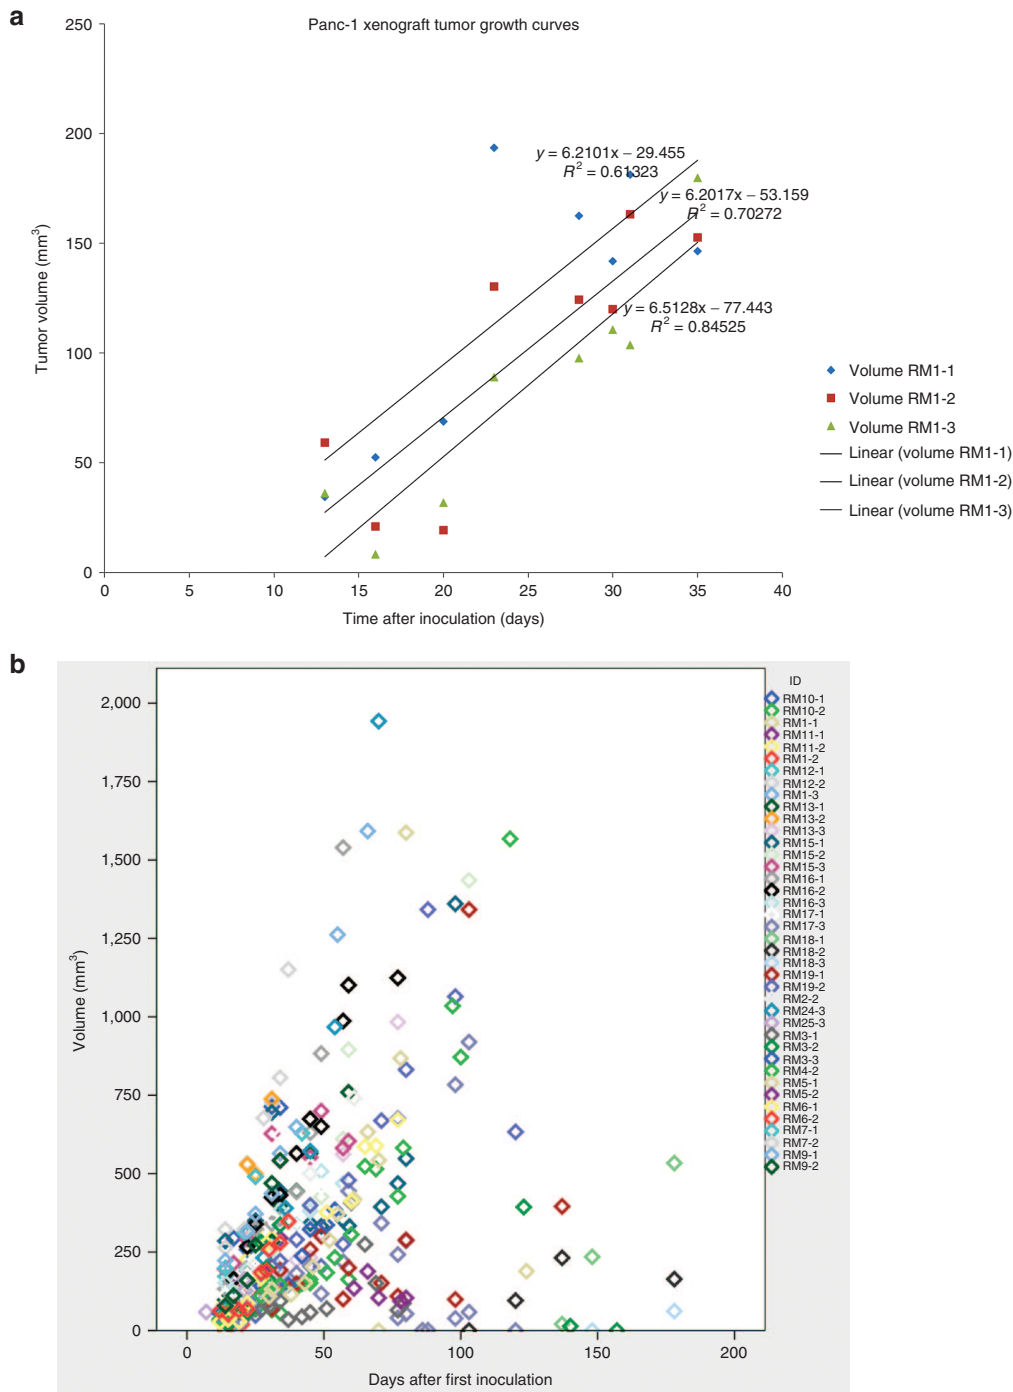 a
Panc-1 xenograft tumor growth curves
250
200
150
100
50
0
Tumor volume (mm³)
y = 6.2101x − 29.455
R² = 0.61323
y = 6.2017x − 53.159
R² = 0.70272
y = 6.5128x − 77.443
R² = 0.84525
0 5 10 15 20 25 30 35 40
Time after inoculation (days)
Volume RM1-1
Volume RM1-2
Volume RM1-3
Linear (volume RM1-1)
Linear (volume RM1-2)
Linear (volume RM1-3)
b
2,000
1,750
1,500
1,250
1,000
750
500
250
0
Volume (mm³)
0 50 100 150 200
Days after first inoculation
ID
RM10-1
RM10-2
RM1-1
RM11-1
RM11-2
RM1-2
RM12-1
RM12-2
RM1-3
RM13-1
RM13-2
RM13-3
RM15-1
RM15-2
RM15-3
RM16-1
RM16-2
RM16-3
RM17-1
RM17-3
RM18-1
RM18-2
RM18-3
RM19-1
RM19-2
RM2-2
RM24-3
RM25-3
RM3-1
RM3-2
RM3-3
RM4-2
RM5-1
RM5-2
RM6-1
RM6-2
RM7-1
RM7-2
RM9-1
RM9-2